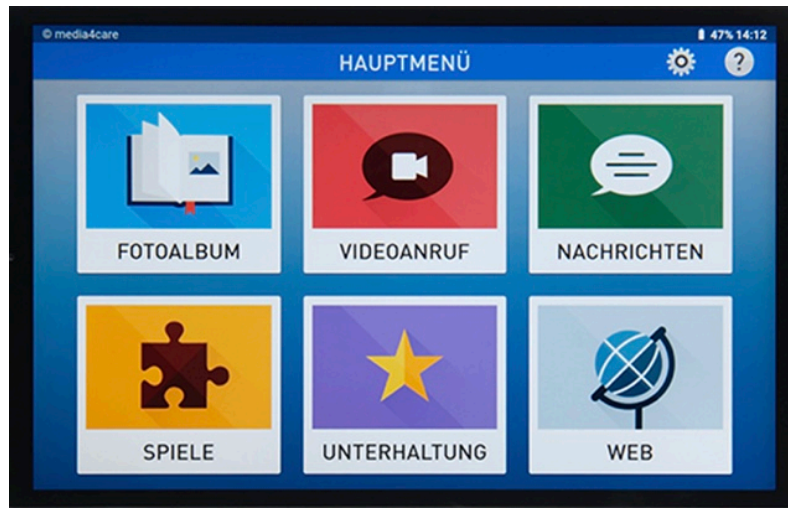 © media4care 47% 14:12
HAUPTMENÜ ?
FOTOALBUM VIDEOANRUF NACHRICHTEN
SPIELE UNTERHALTUNG WEB